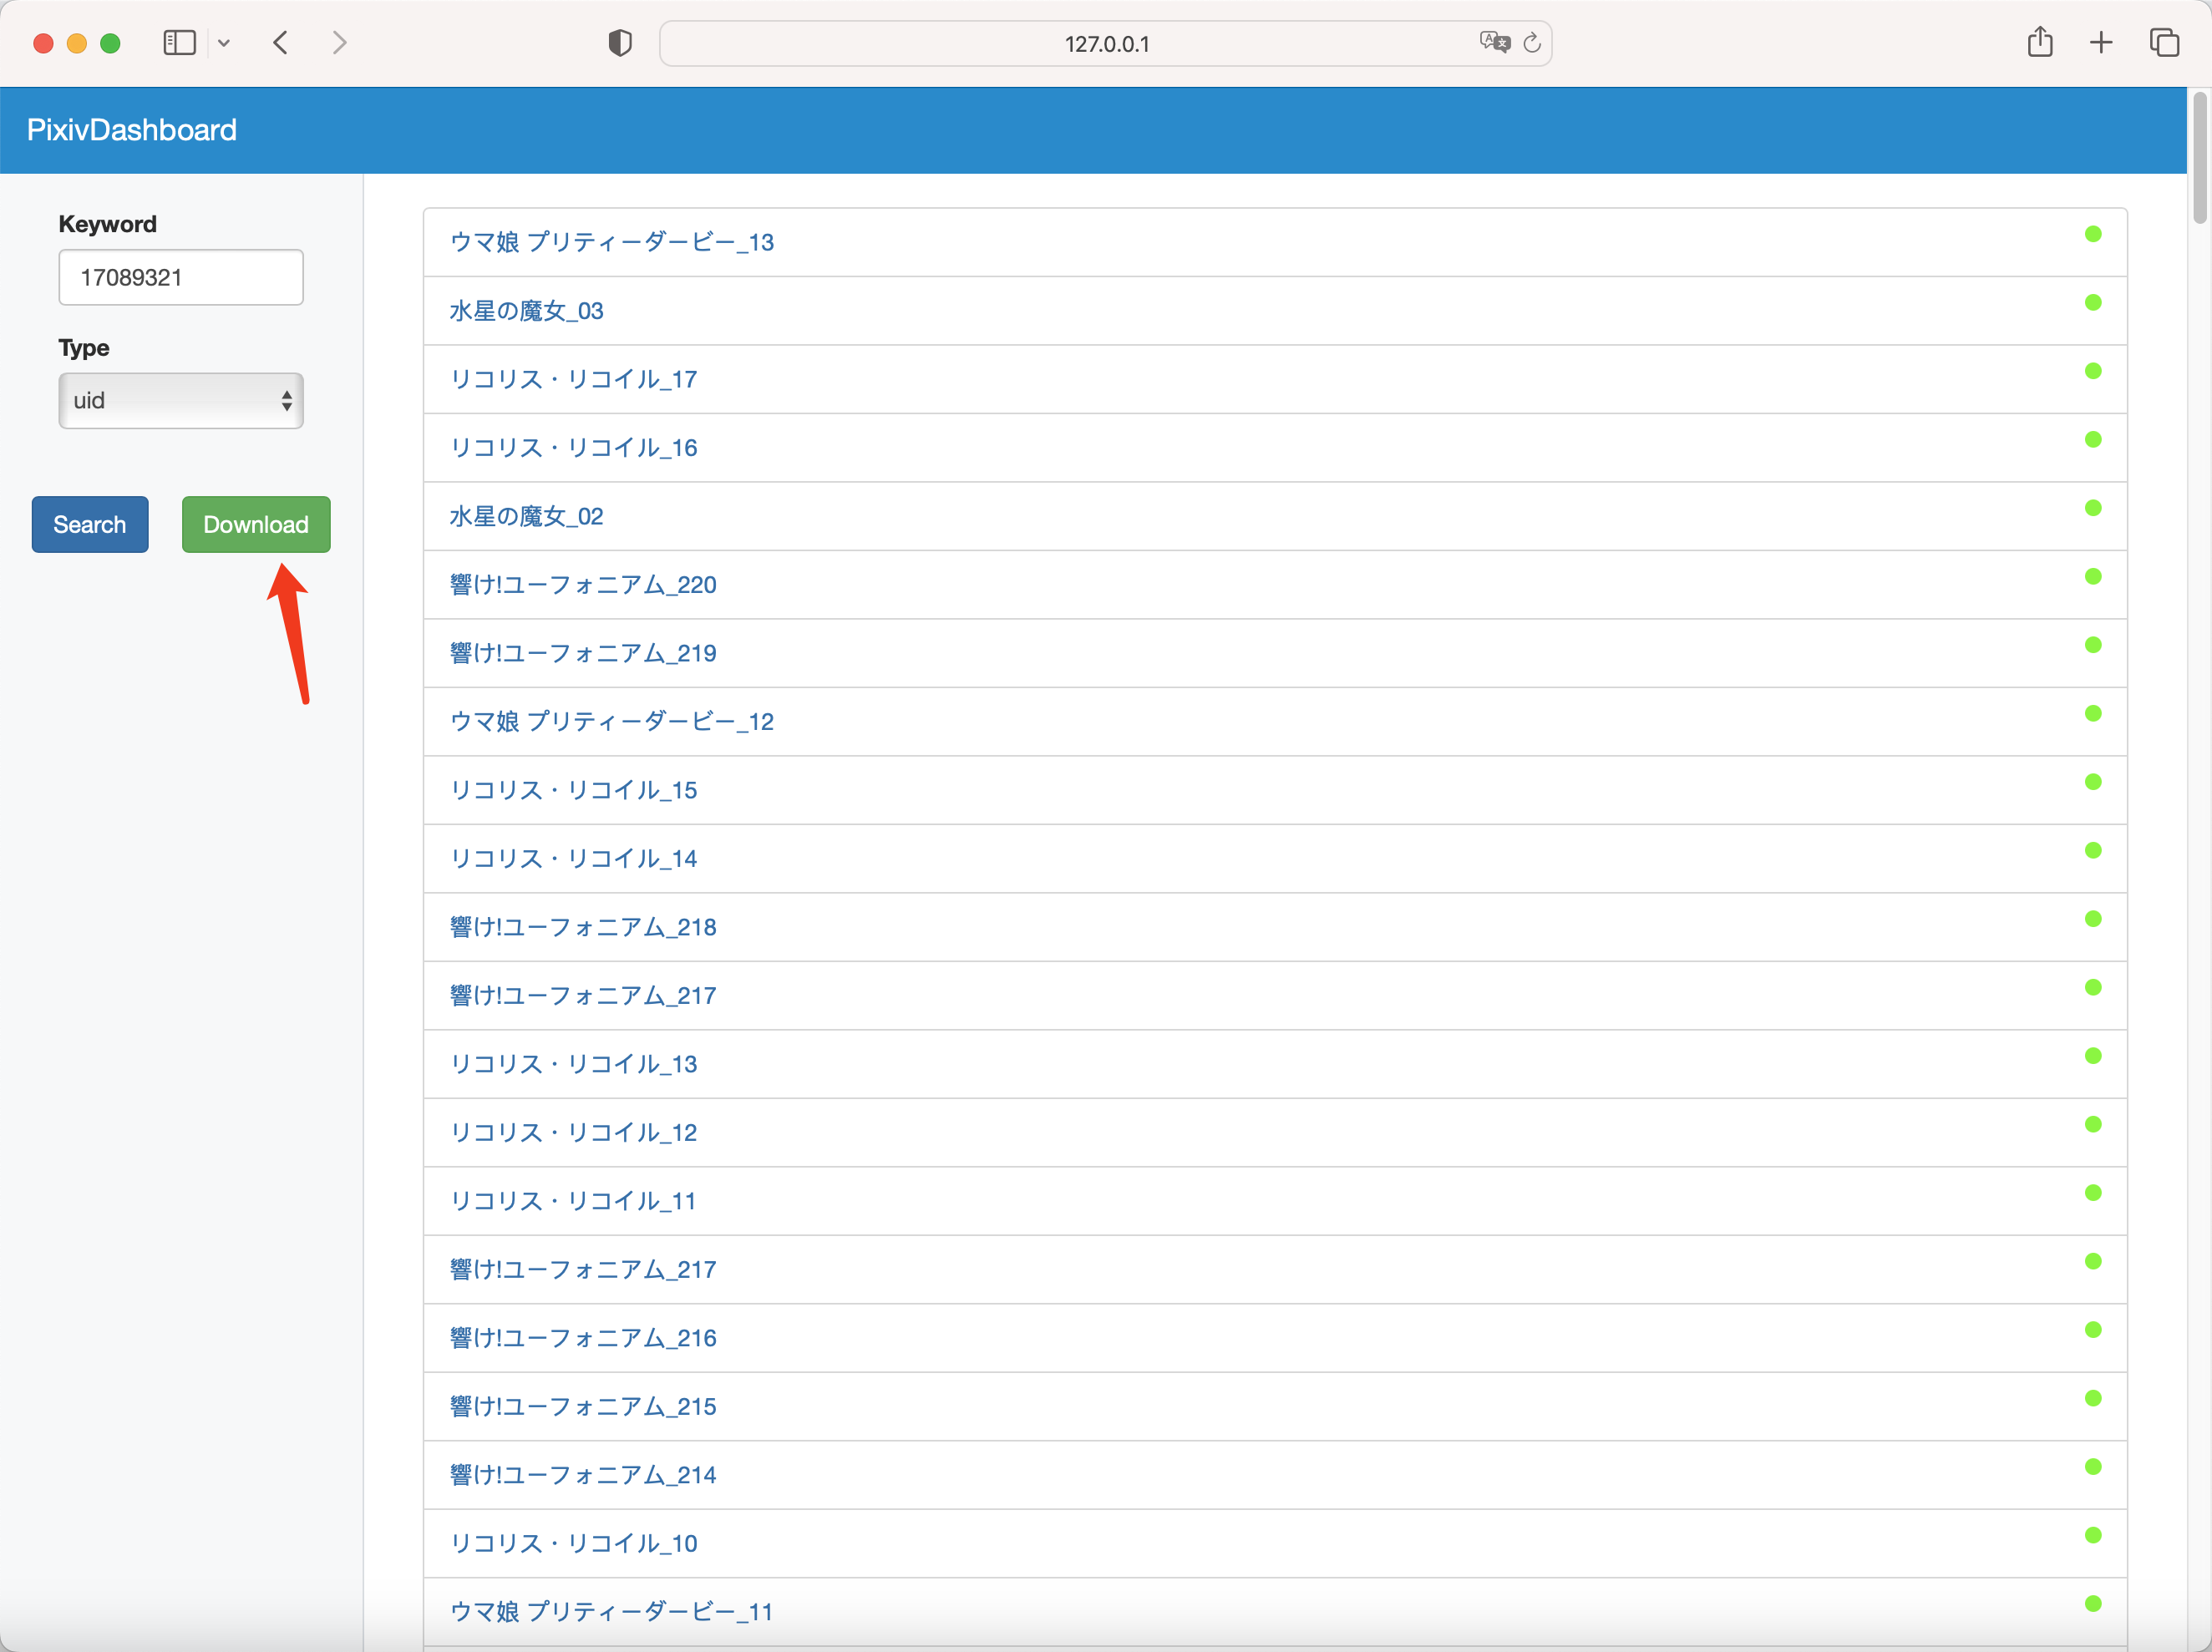 127.0.0.1
PixivDashboard
Keyword
17089321
Type
uid
Search
Download
ウマ娘 プリティーダービー_13
水星の魔女_03
リコリス・リコイル_17
リコリス・リコイル_16
水星の魔女_02
響け!ユーフォニアム_220
響け!ユーフォニアム_219
ウマ娘 プリティーダービー_12
リコリス・リコイル_15
リコリス・リコイル_14
響け!ユーフォニアム_218
響け!ユーフォニアム_217
リコリス・リコイル_13
リコリス・リコイル_12
リコリス・リコイル_11
響け!ユーフォニアム_217
響け!ユーフォニアム_216
響け!ユーフォニアム_215
響け!ユーフォニアム_214
リコリス・リコイル_10
ウマ娘 プリティーダービー_11